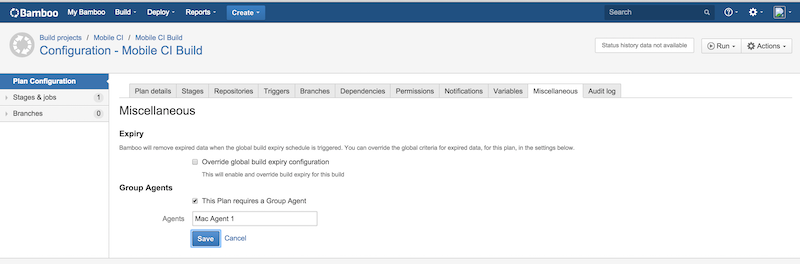 Bamboo My Bamboo Build Deploy Reports Create Search
Build projects / Mobile CI / Mobile CI Build
Configuration - Mobile CI Build
Status history data not available Run Actions
Plan Configuration
Stages & jobs 1
Branches 0
Plan details Stages Repositories Triggers Branches Dependencies Permissions Notifications Variables Miscellaneous Audit log
Miscellaneous
Expiry
Bamboo will remove expired data when the global build expiry schedule is triggered. You can override the global criteria for expired data, for this plan, in the settings below.
Override global build expiry configuration
This will enable and override build expiry for this build
Group Agents
This Plan requires a Group Agent
Agents Mac Agent 1
Save Cancel